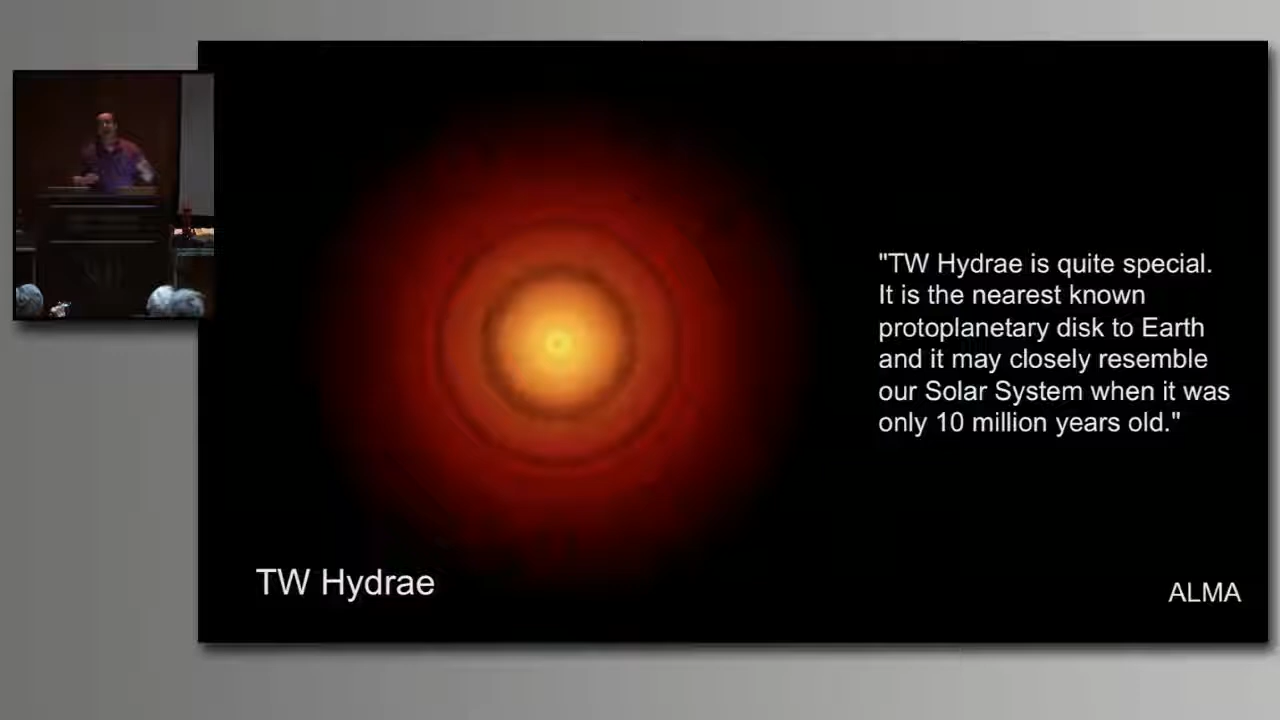 "TW Hydrae is quite special.
It is the nearest known
protoplanetary disk to Earth
and it may closely resemble
our Solar System when it was
only 10 million years old."
TW Hydrae
ALMA